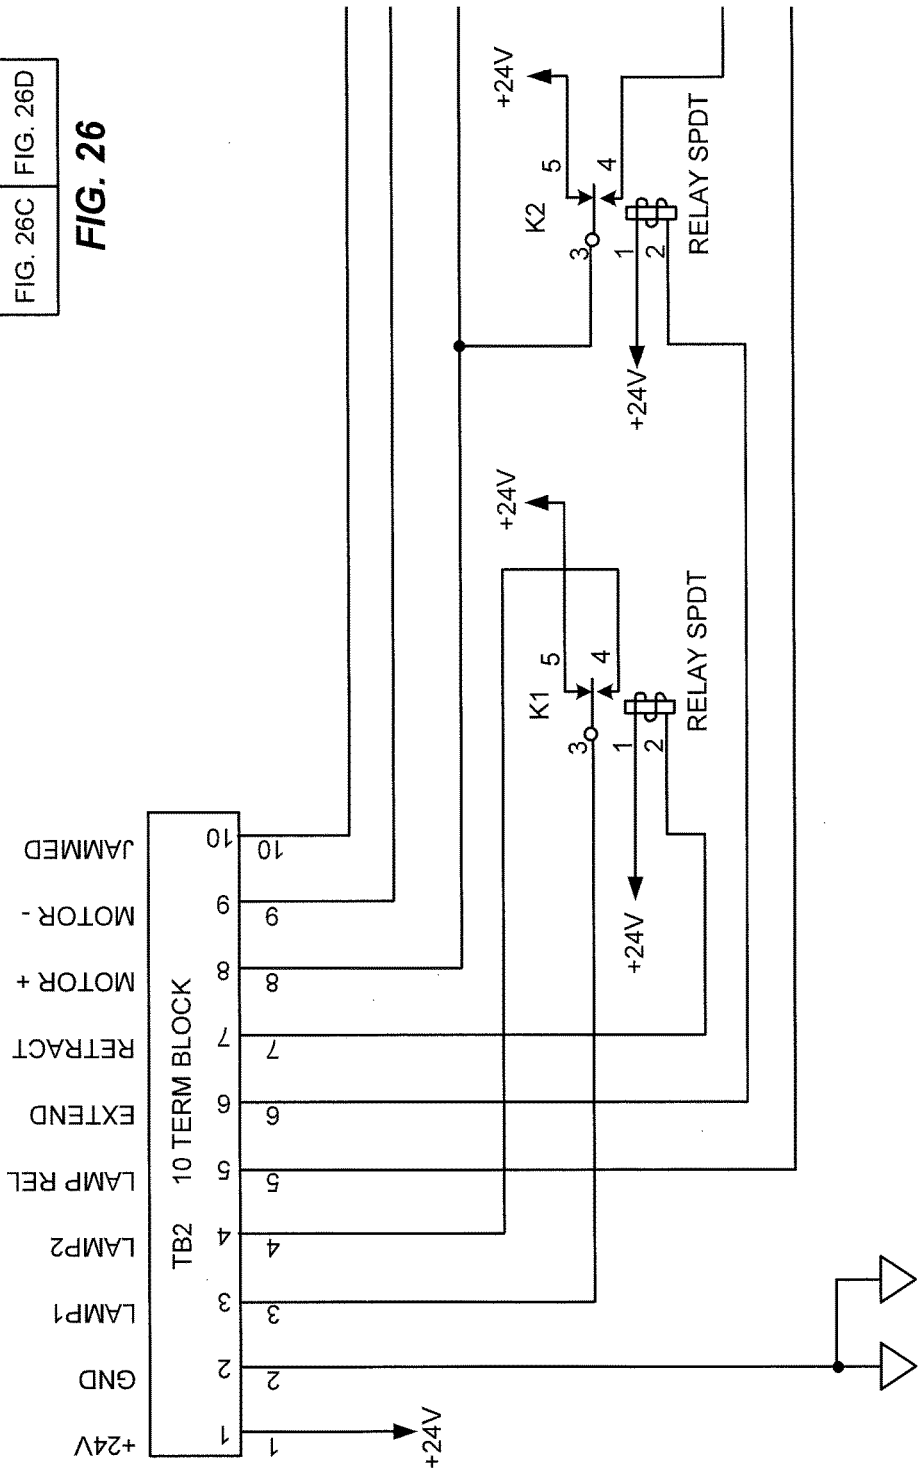 FIG. 26C FIG. 26D
FIG. 26
JAMMED
MOTOR -
MOTOR +
RETRACT
EXTEND
LAMP REL
LAMP2
LAMP1
GND
+24V
TB2 10 TERM BLOCK
10 10
9 9
8 8
7 7
6 6
5 5
4 4
3 3
2 2
1 1
+24V
+24V
5
4
K1
3
1
2
+24V
RELAY SPDT
+24V
5
4
K2
3
1
2
+24V
RELAY SPDT